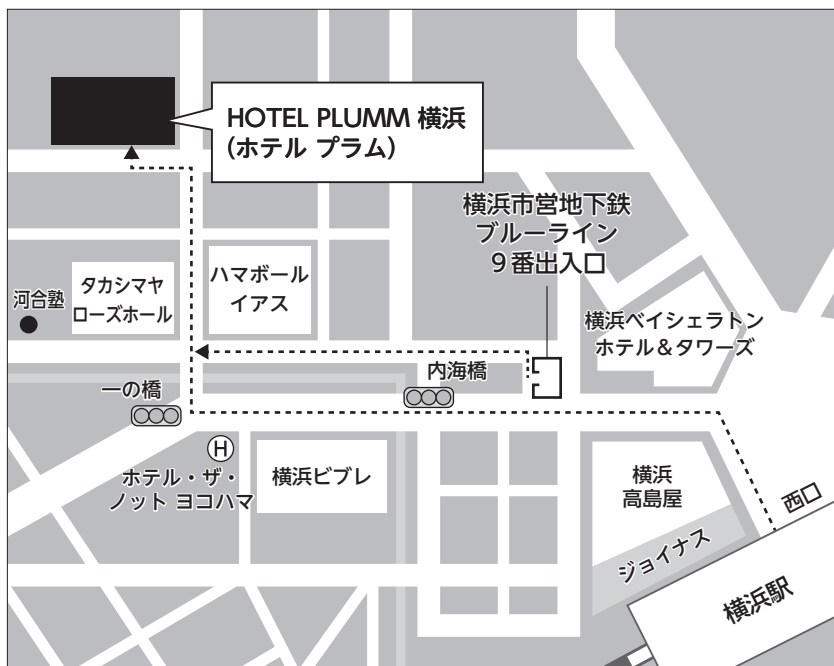 HOTEL PLUMM 横浜
(ホテル プラム)
横浜市営地下鉄
ブルーライン
9番出入口
河合塾
タカシマヤ
ローズホール
ハマボール
イアス
横浜ベイシェラトン
ホテル&タワーズ
一の橋
内海橋
H
ホテル・ザ・
ノット ヨコハマ
横浜ビブレ
横浜
高島屋
ジョイナス
西口
横浜駅